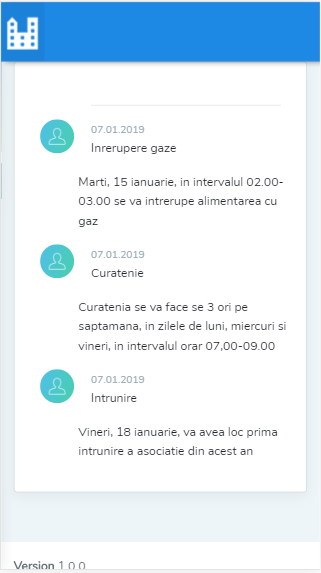 07.01.2019
Inrerupere gaze
Marti, 15 ianuarie, in intervalul 02.00-
03.00 se va intrerupe alimentarea cu
gaz
07.01.2019
Curatenie
Curatenia se va face se 3 ori pe
saptamana, in zilele de luni, miercuri si
vineri, in intervalul orar 07,00-09.00
07.01.2019
Intrunire
Vineri, 18 ianuarie, va avea loc prima
intrunire a asociatie din acest an
Version 1.0.0